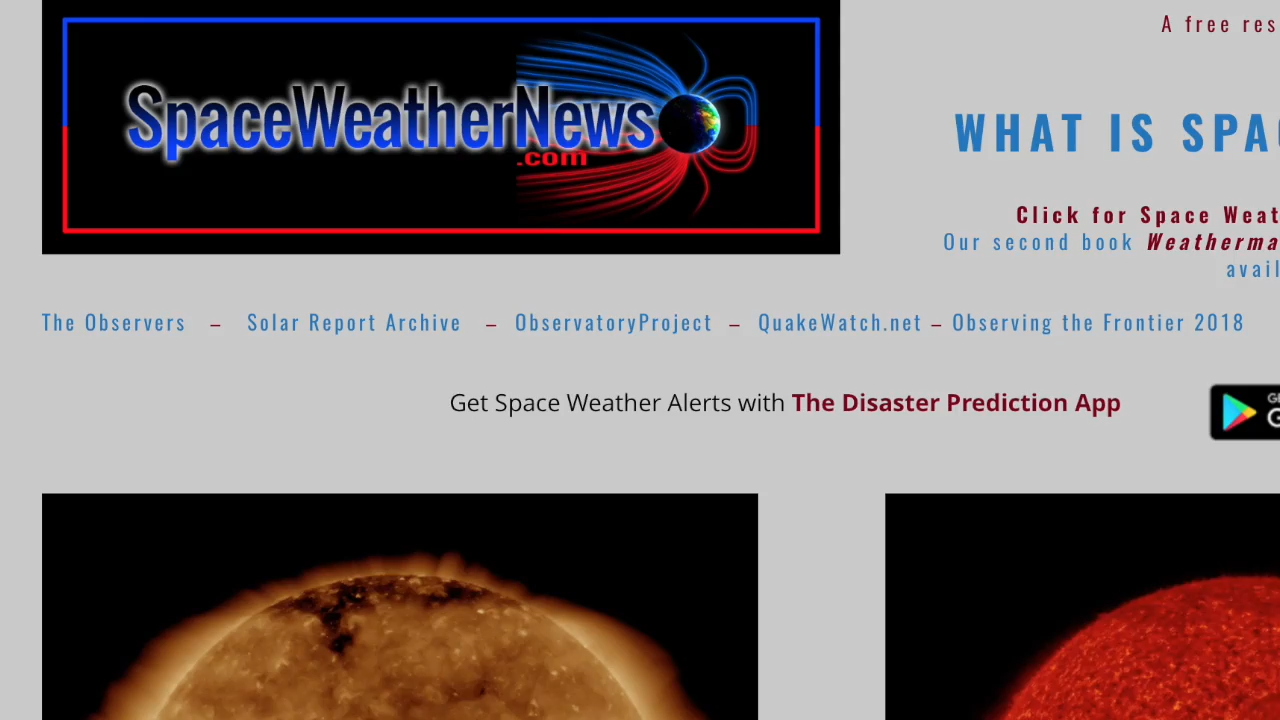 A free res
SpaceWeatherNews
.com
WHAT IS SPAC
Click for Space Weat
Our second book Weatherma
avail
The Observers – Solar Report Archive – ObservatoryProject – QuakeWatch.net – Observing the Frontier 2018
Get Space Weather Alerts with The Disaster Prediction App